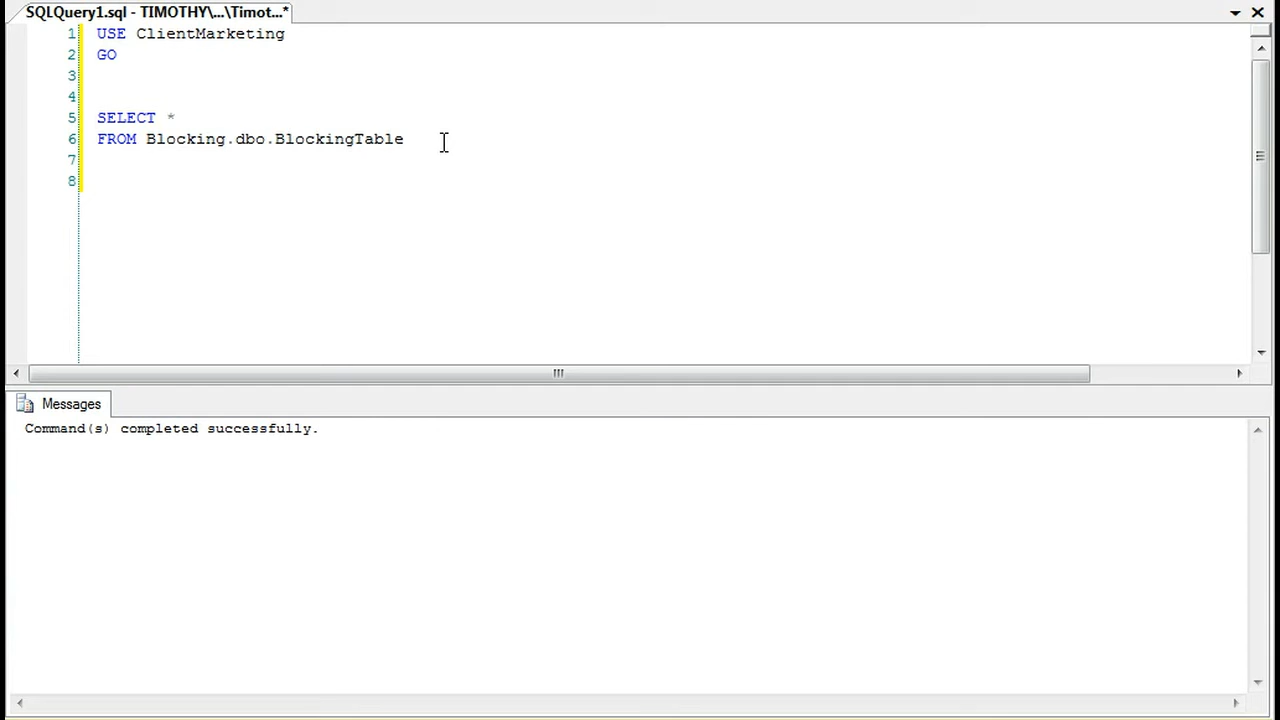 SQLQuery1.sql - TIMOTHY\...\Timot...*
1 USE ClientMarketing
2 GO
3
4
5 SELECT *
6 FROM Blocking.dbo.BlockingTable
7
8
Messages
Command(s) completed successfully.